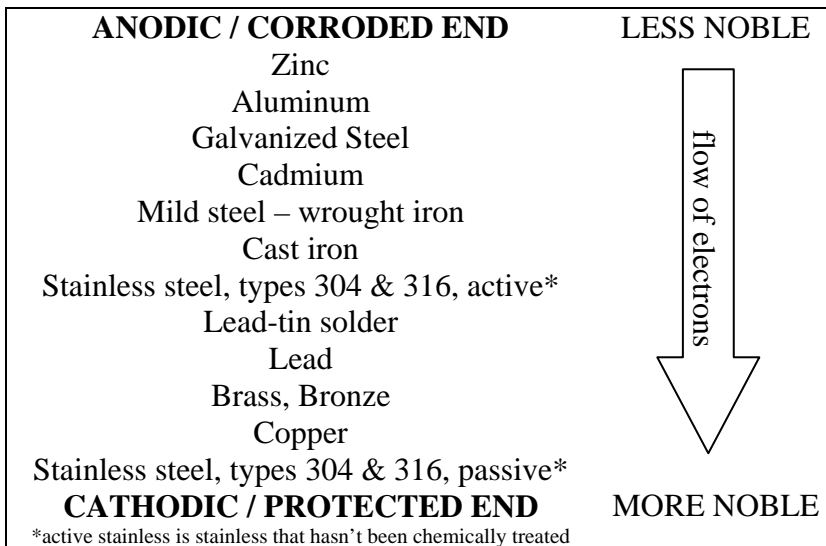 ANODIC / CORRODED END LESS NOBLE
Zinc
Aluminum
Galvanized Steel
Cadmium
Mild steel – wrought iron
Cast iron
Stainless steel, types 304 & 316, active*
Lead-tin solder
Lead
Brass, Bronze
Copper
Stainless steel, types 304 & 316, passive*
flow of electrons
CATHODIC / PROTECTED END MORE NOBLE
*active stainless is stainless that hasn’t been chemically treated